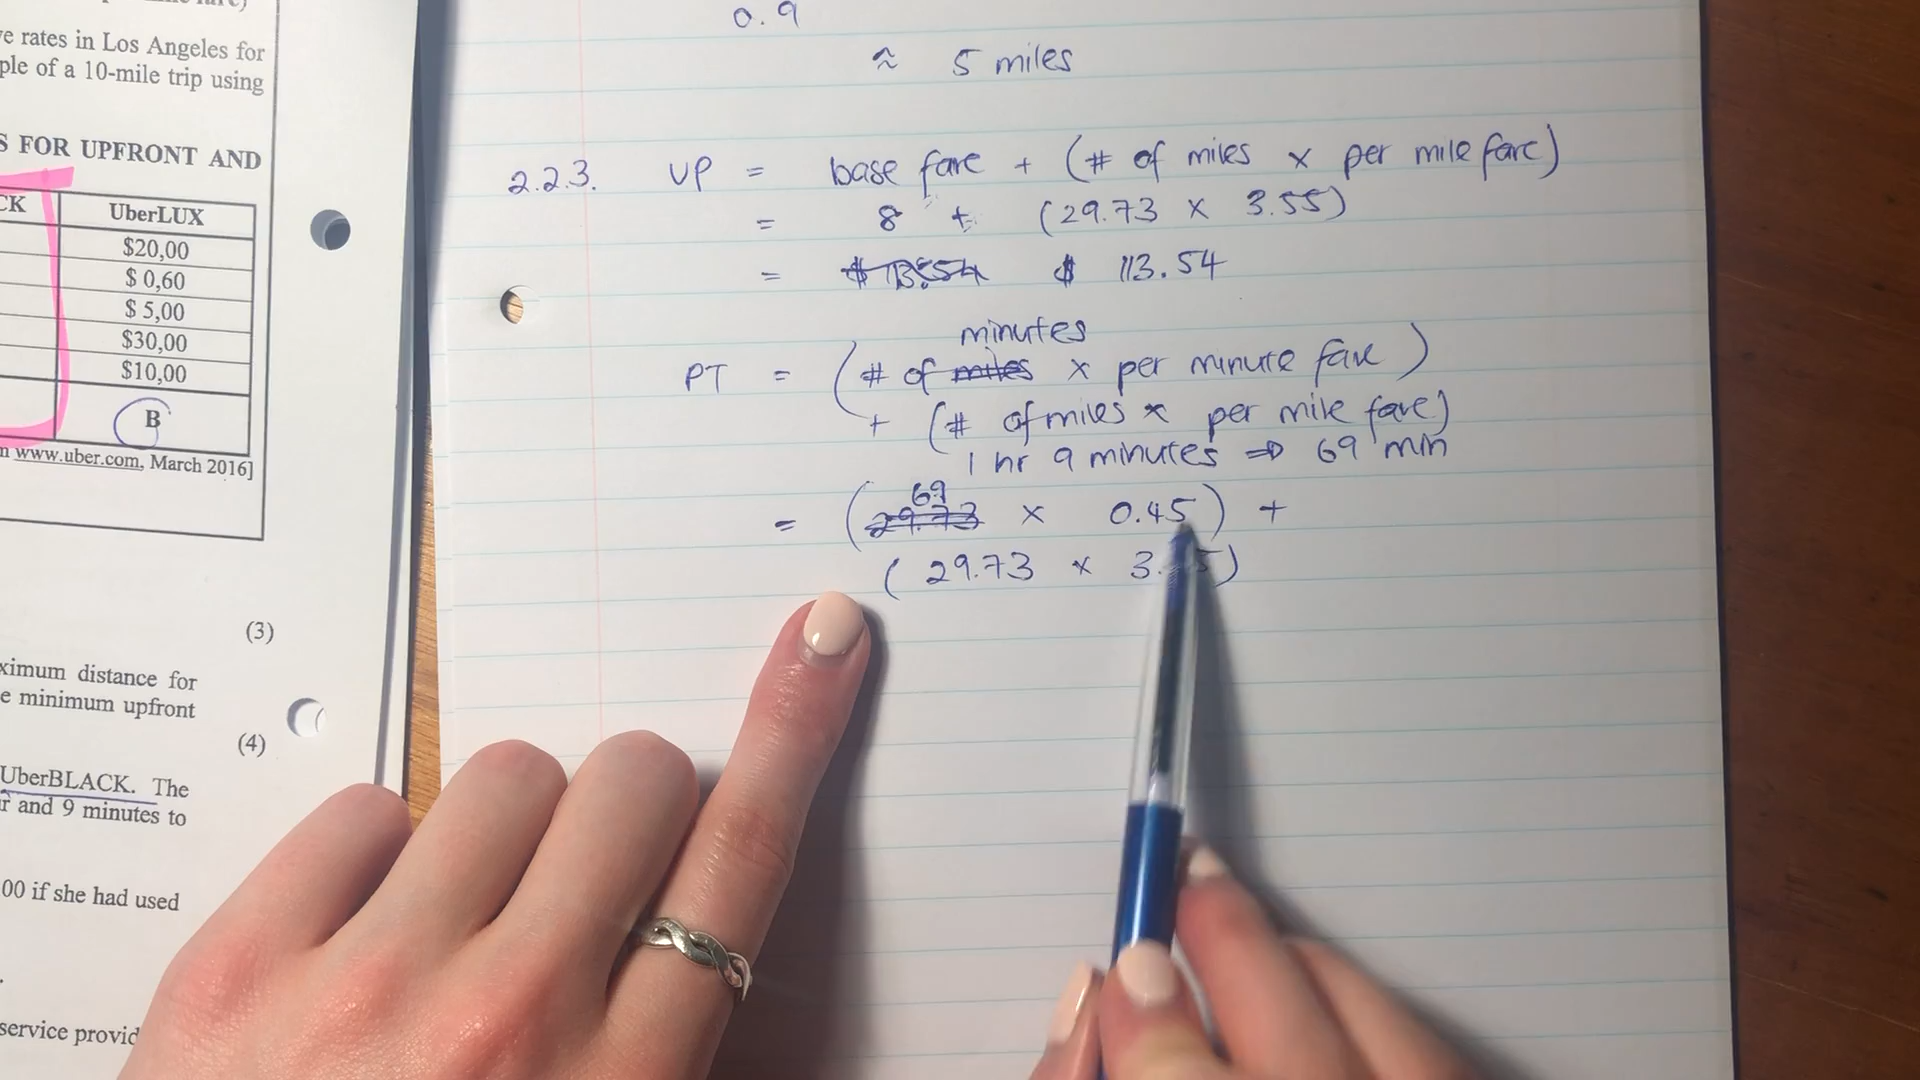 e rates in Los Angeles for
ple of a 10-mile trip using
S FOR UPFRONT AND
CK UberLUX
$20,00
$ 0,60
$ 5,00
$30,00
$10,00
B
www.uber.com, March 2016]
(3)
ximum distance for
e minimum upfront
(4)
UberBLACK. The
r and 9 minutes to
00 if she had used
service provid
0.9
≈ 5 miles
2.2.3. UP = base fare + (# of miles x per mile fare)
= 8 + (29.73 x 3.55)
= $ 113.54
minutes
PT = (# of miles x per minute fare)
+ (# of miles x per mile fare)
1 hr 9 minutes ⇒ 69 min
69
= (29.73 x 0.45) +
(29.73 x 3. 5)